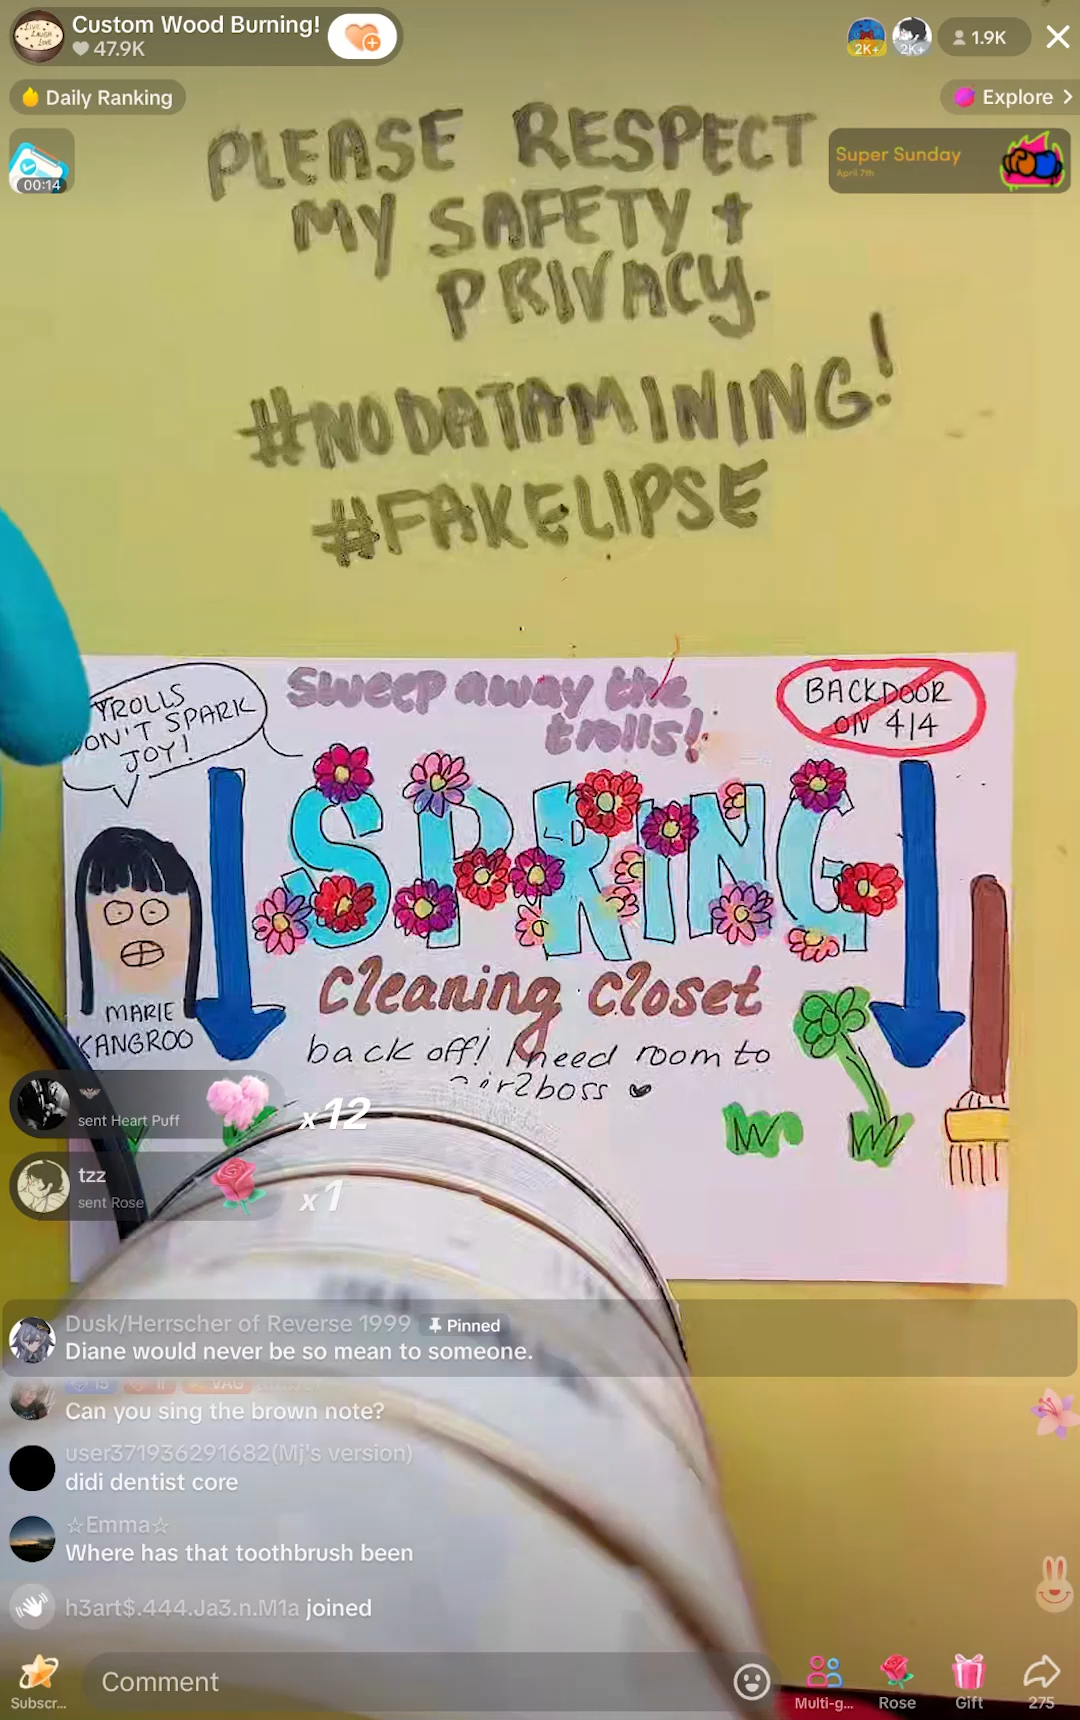 Custom Wood Burning!
47.9K
2K+
2K+
1.9K
Daily Ranking
Explore
00:14
Super Sunday
April 7th
PLEASE RESPECT
MY SAFETY +
PRIVACY.
#NODATAMINING!
#FAKELIPSE
TROLLS
ON'T SPARK
JOY!
Sweep away the
trolls!
BACKDOOR
ON 4/4
SPRING
MARIE
KANGROO
cleaning closet
back off! I need room to
sent Heart Puff
x12
tzz
sent Rose
x1
Dusk/Herrscher of Reverse 1999 Pinned
Diane would never be so mean to someone.
Can you sing the brown note?
user371936291682(Mj's version)
didi dentist core
☆Emma☆
Where has that toothbrush been
h3art$.444.Ja3.n.M1a joined
Subscr...
Comment
Multi-g...
Rose
Gift
275